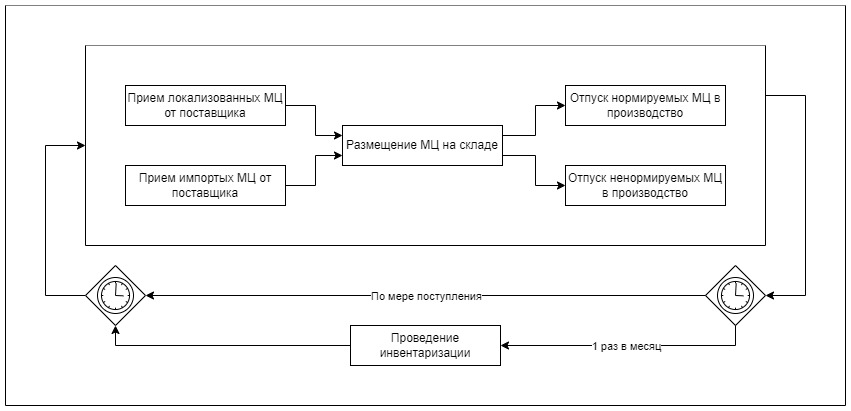 Прием локализованных МЦ
от поставщика
Прием импортых МЦ от
поставщика
Размещение МЦ на складе
Отпуск нормируемых МЦ в
производство
Отпуск ненормируемых МЦ
в производство
По мере поступления
Проведение
инвентаризации
1 раз в месяц